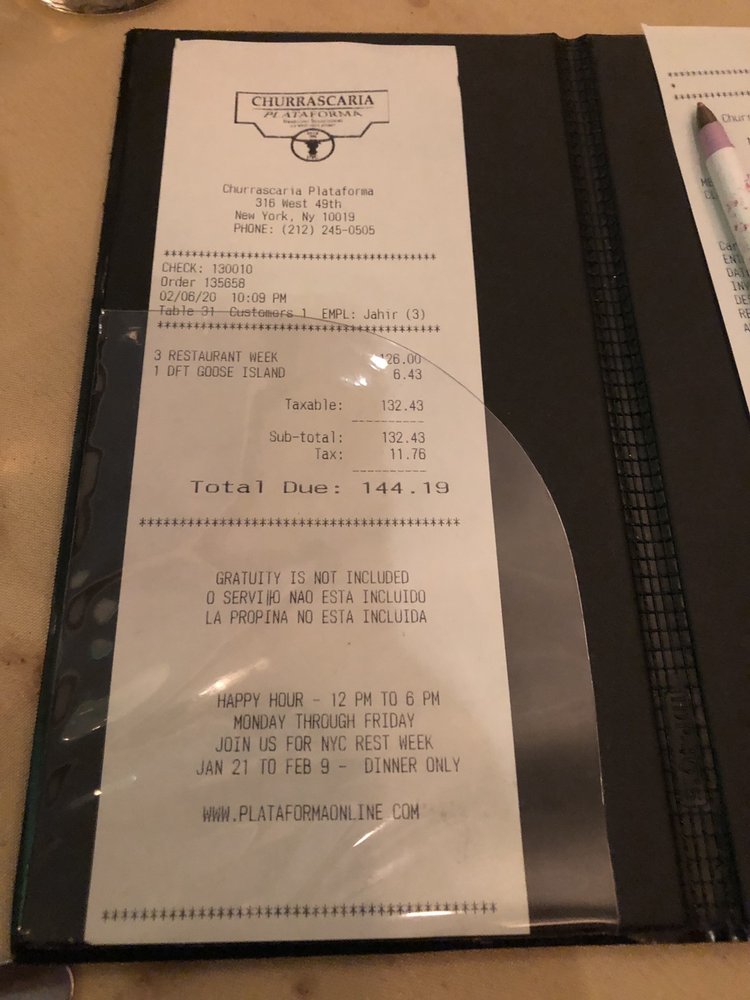 CHURRASCARIA
PLATAFORMA
Churrascaria Plataforma
316 West 49th
New York, Ny 10019
PHONE: (212) 245-0505
***********************************
CHECK: 130010
Order 135658
02/06/20 10:09 PM
Table 31 Customers 1 EMPL: Jahir (3)
***********************************
3 RESTAURANT WEEK 126.00
1 DFT GOOSE ISLAND 6.43
Taxable: 132.43
----------
Sub-total: 132.43
Tax: 11.76
----------
Total Due: 144.19
***************************************
GRATUITY IS NOT INCLUDED
O SERVI║O NAO ESTA INCLUIDO
LA PROPINA NO ESTA INCLUIDA
HAPPY HOUR - 12 PM TO 6 PM
MONDAY THROUGH FRIDAY
JOIN US FOR NYC REST WEEK
JAN 21 TO FEB 9 - DINNER ONLY
WWW.PLATAFORMAONLINE.COM
***************************************